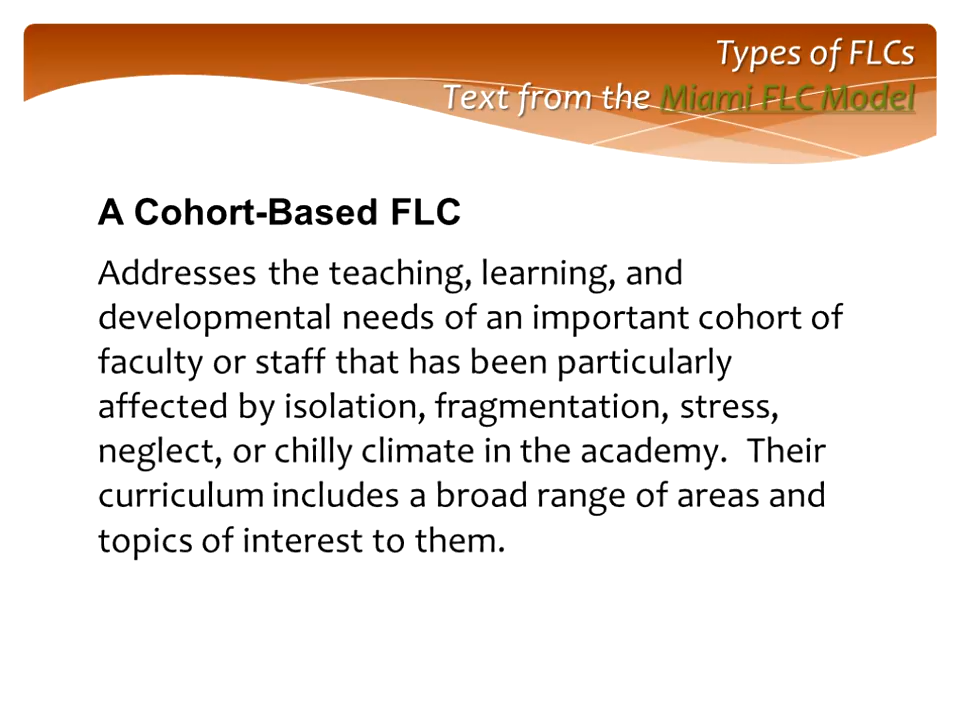 Types of FLCs
Text from the Miami FLC Model
A Cohort-Based FLC
Addresses the teaching, learning, and
developmental needs of an important cohort of
faculty or staff that has been particularly
affected by isolation, fragmentation, stress,
neglect, or chilly climate in the academy.  Their
curriculum includes a broad range of areas and
topics of interest to them.